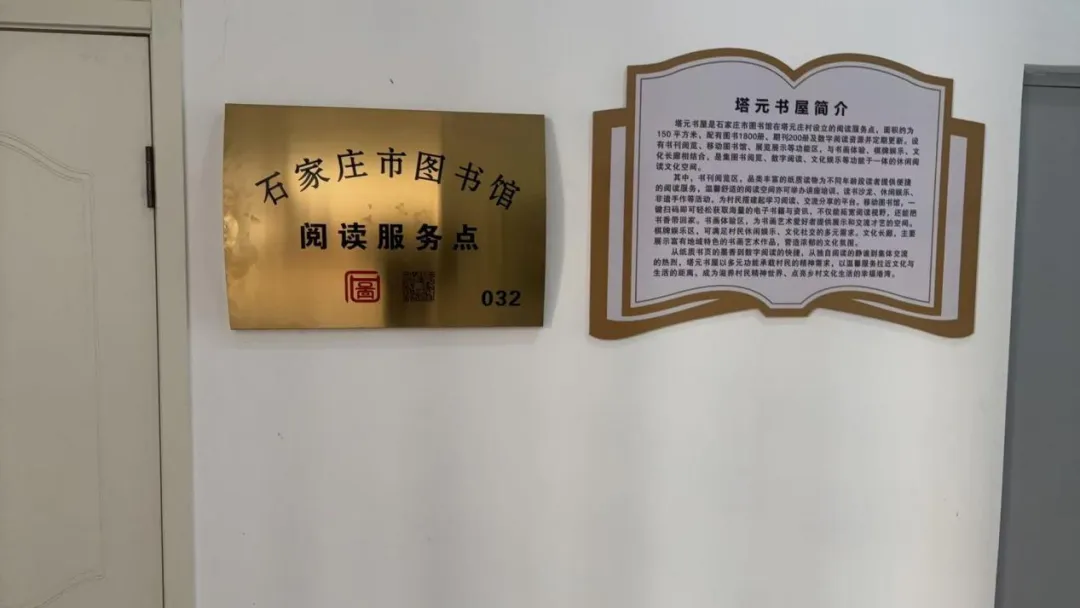 石家庄市图书馆
阅读服务点
圖
032
塔元书屋简介
塔元书屋是石家庄市图书馆在塔元庄村设立的阅读服务点，面积约为
150平方米，配有图书1800册，期刊200册及数字阅读资源并定期更新。设
有书刊阅览、移动图书馆、展览展示等功能区，与书画体验、棋牌娱乐、文
化长廊相结合，是集图书阅览、数字阅读、文化娱乐等功能于一体的休闲阅
读文化空间。
其中，书刊阅览区，品类丰富的纸质读物为不同年龄段读者提供便捷
的阅读服务，温馨舒适的阅读空间亦可举办讲座培训、读书沙龙、休闲娱乐、
非遗手作等活动，为村民搭建起学习阅读、交流分享的平台。移动图书馆，一
键扫码即可轻松获取海量的电子书籍与资讯，不仅能拓宽阅读视野，还能把
书香带回家。书画体验区，为书画艺术爱好者提供展示和交流才艺的空间。
棋牌娱乐区，可满足村民休闲娱乐、文化社交的多元需求。文化长廊，主要
展示富有地域特色的书画艺术作品，营造浓郁的文化氛围。
从纸质书页的墨香到数字阅读的快捷，从独自阅读的静谧到集体交流
的热烈，塔元书屋以多元功能承载村民的精神需求，以温馨服务拉近文化与
生活的距离，成为滋养村民精神世界、点亮乡村文化生活的幸福港湾。